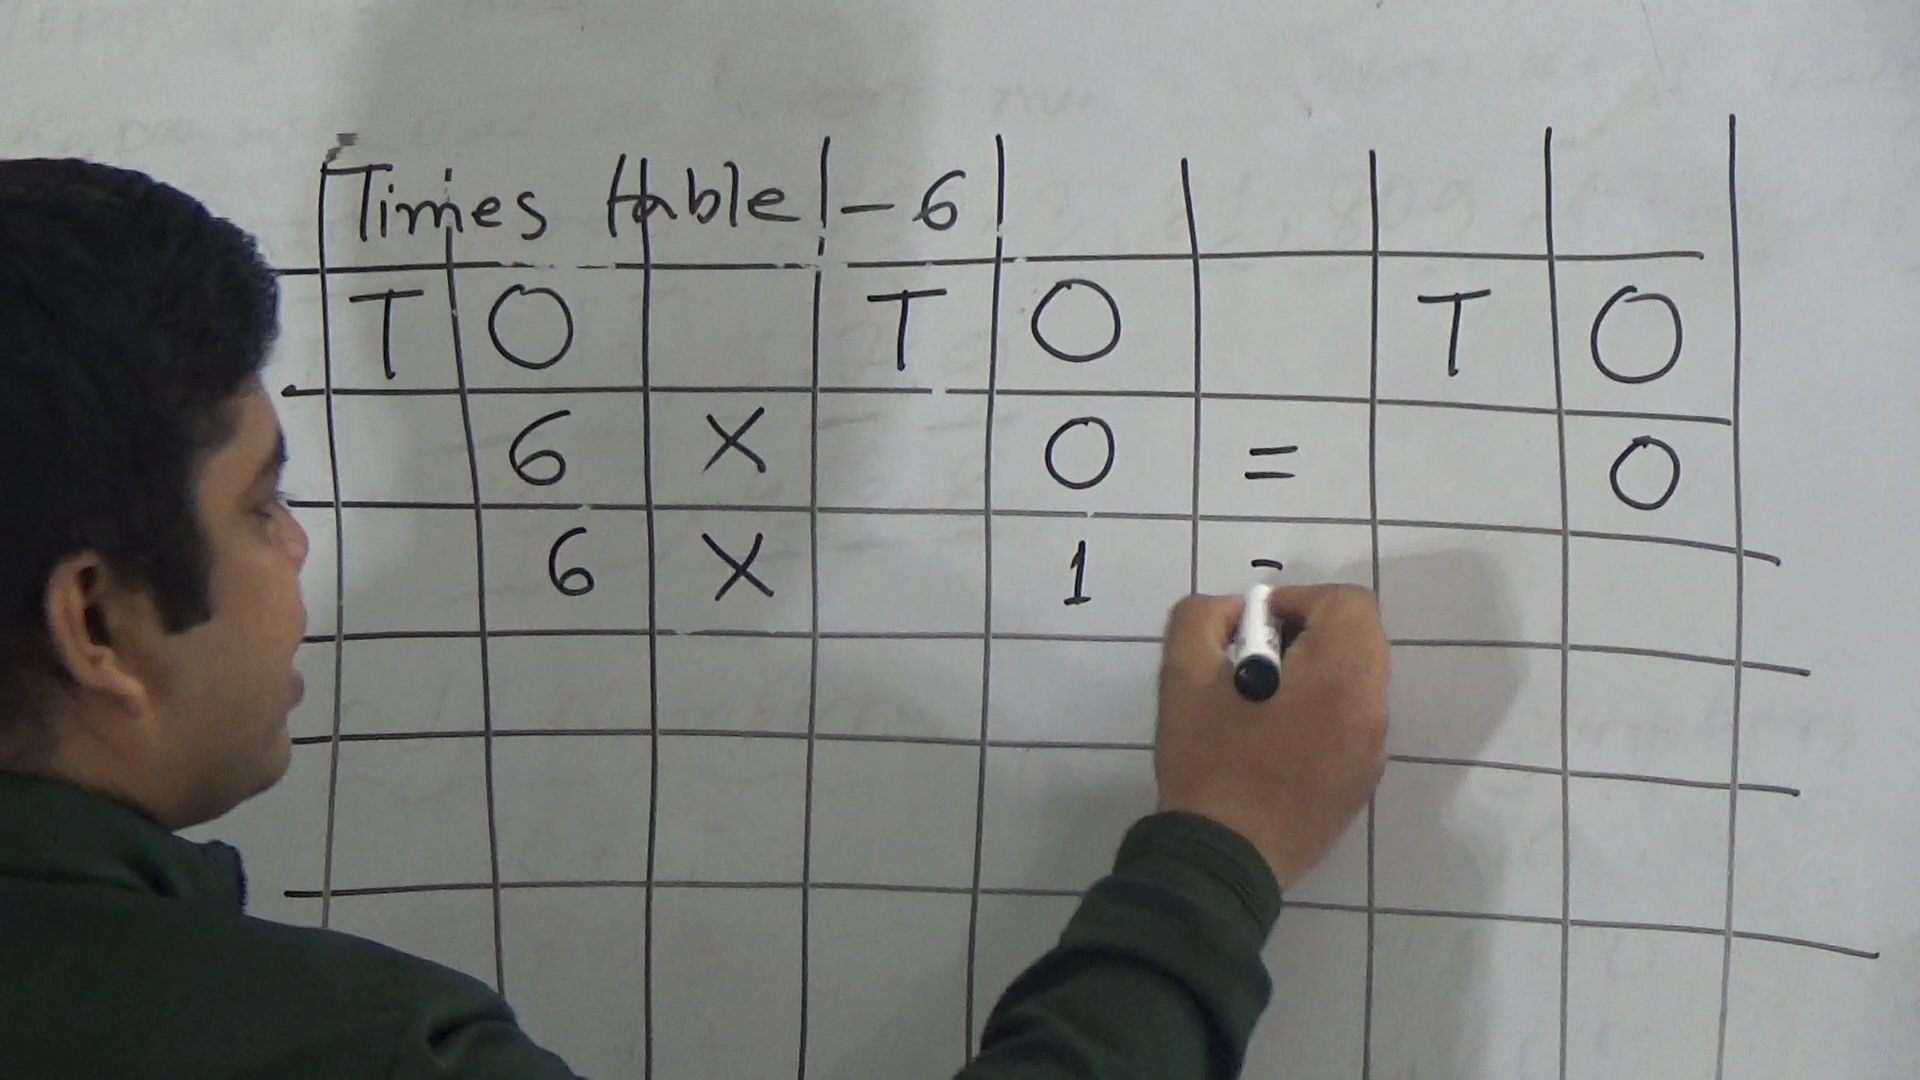 Times table - 6
T O T O T O
6 × 0 = 0
6 × 1 -